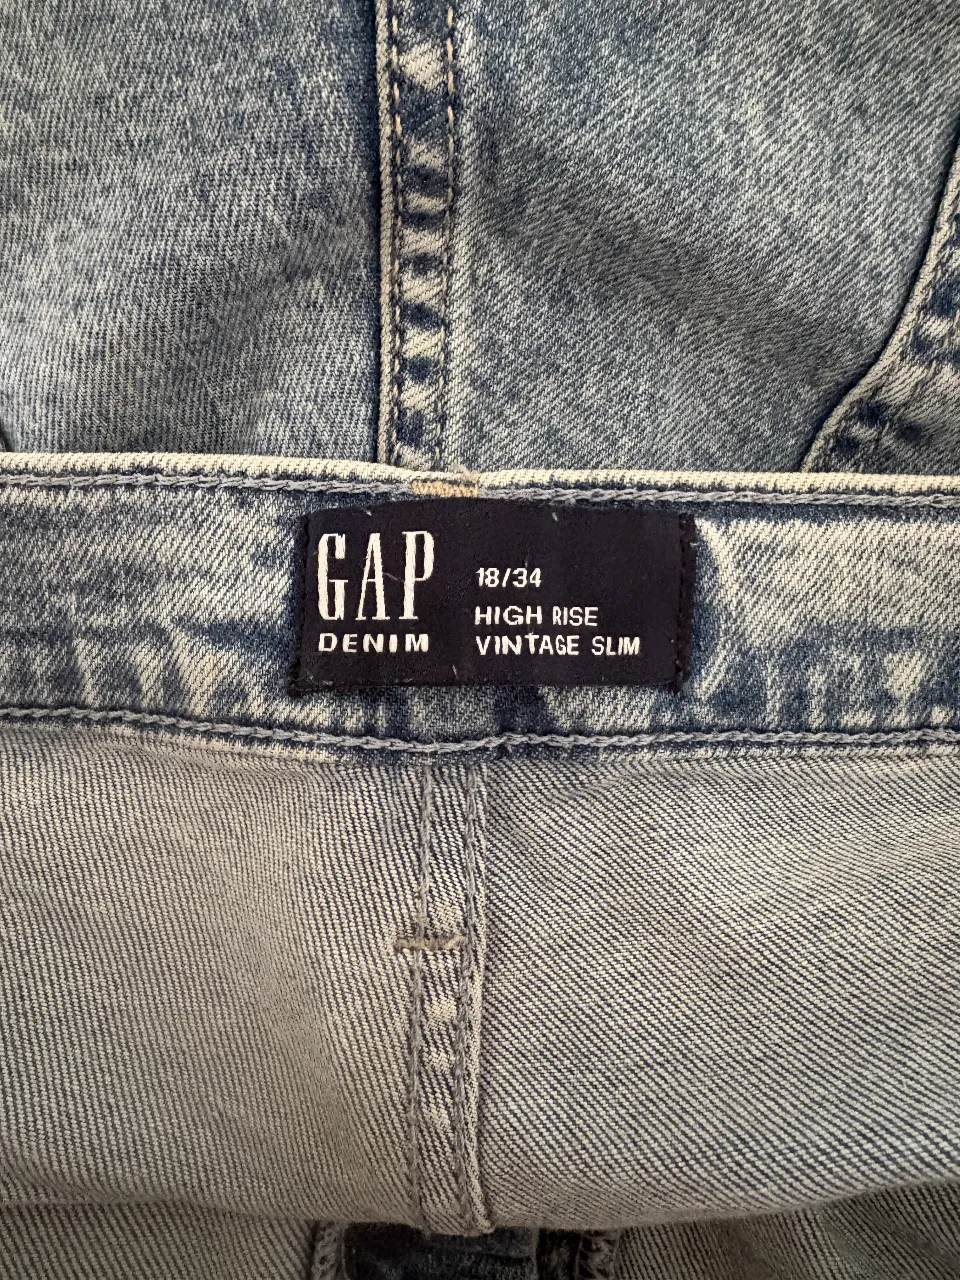 GAP
DENIM
18/34
HIGH RISE
VINTAGE SLIM